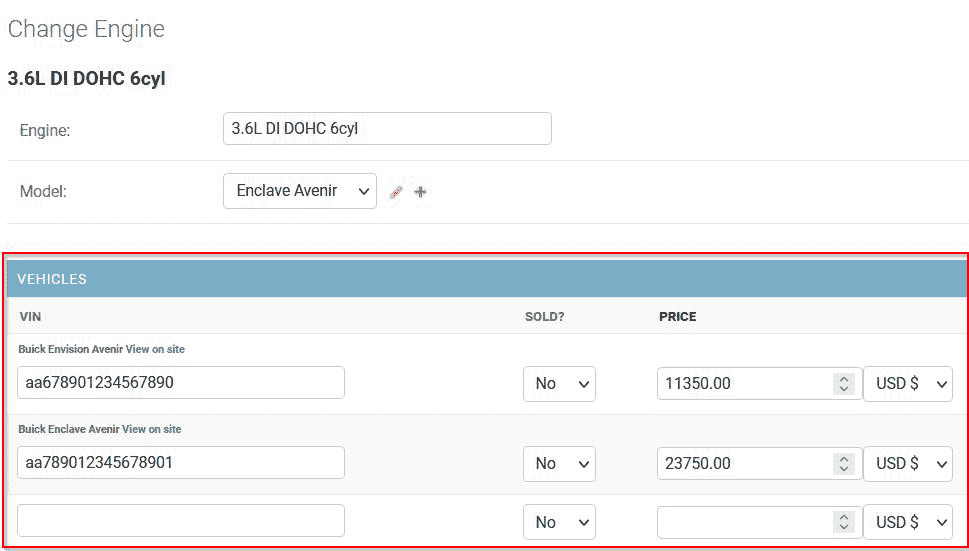 Change Engine
3.6L DI DOHC 6cyl
Engine: 3.6L DI DOHC 6cyl
Model: Enclave Avenir
VEHICLES
VIN SOLD? PRICE
Buick Envision Avenir View on site
aa678901234567890 No 11350.00 USD $
Buick Enclave Avenir View on site
aa789012345678901 No 23750.00 USD $
No USD $